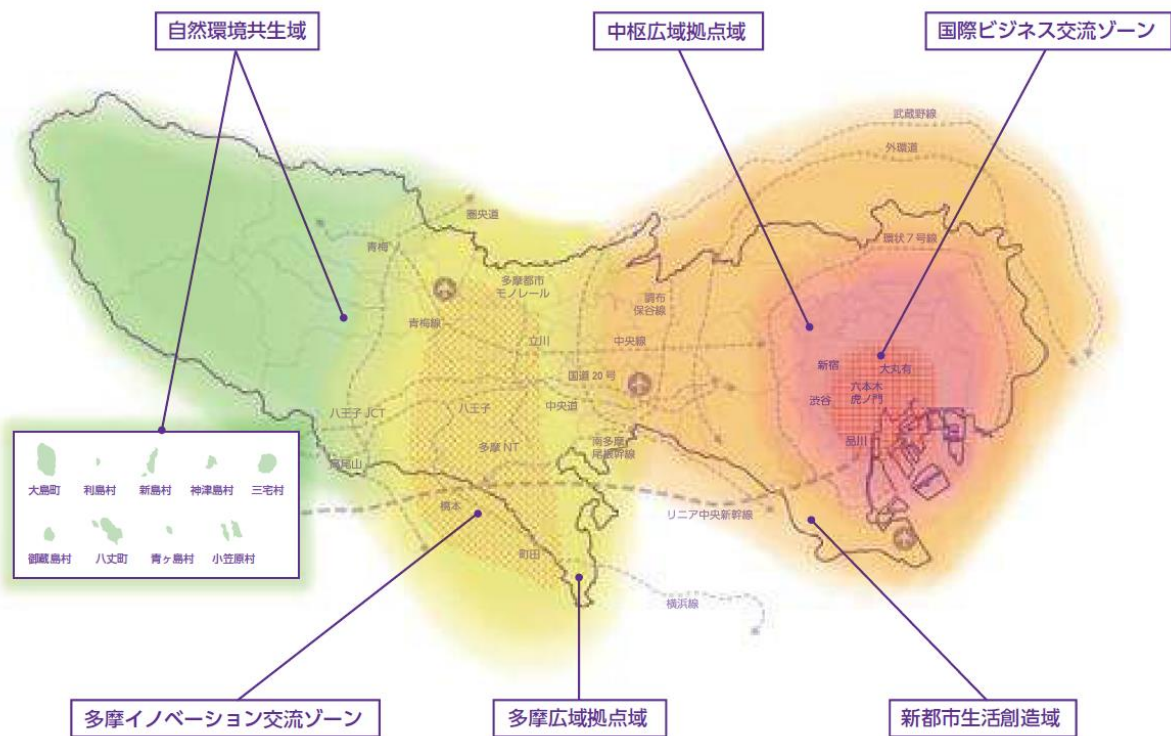 自然環境共生域
中枢広域拠点域
国際ビジネス交流ゾーン
武蔵野線
外環道
圏央道
環状7号線
青梅
多摩都市
モノレール
調布
保谷線
青梅線
立川
中央線
新宿
大丸有
国道20号
六本木
虎ノ門
渋谷
八王子JCT
八王子
中央道
品川
多摩NT
南多摩
尾根幹線
高尾山
大島町
利島村
新島村
神津島村
三宅村
橋本
リニア中央新幹線
御蔵島村
八丈町
青ヶ島村
小笠原村
町田
横浜線
多摩イノベーション交流ゾーン
多摩広域拠点域
新都市生活創造域